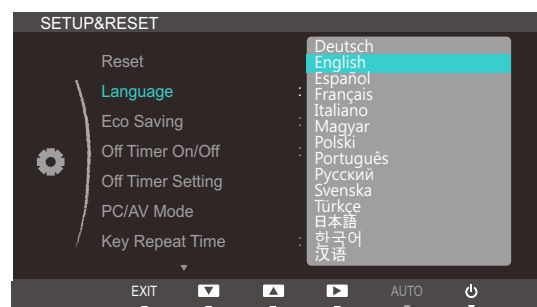 SETUP&RESET
Reset
Language :
Eco Saving :
Off Timer On/Off :
Off Timer Setting
PC/AV Mode
Key Repeat Time :
Deutsch
English
Español
Français
Italiano
Magyar
Polski
Português
Русский
Svenska
Türkçe
日本語
한국어
汉语
EXIT AUTO